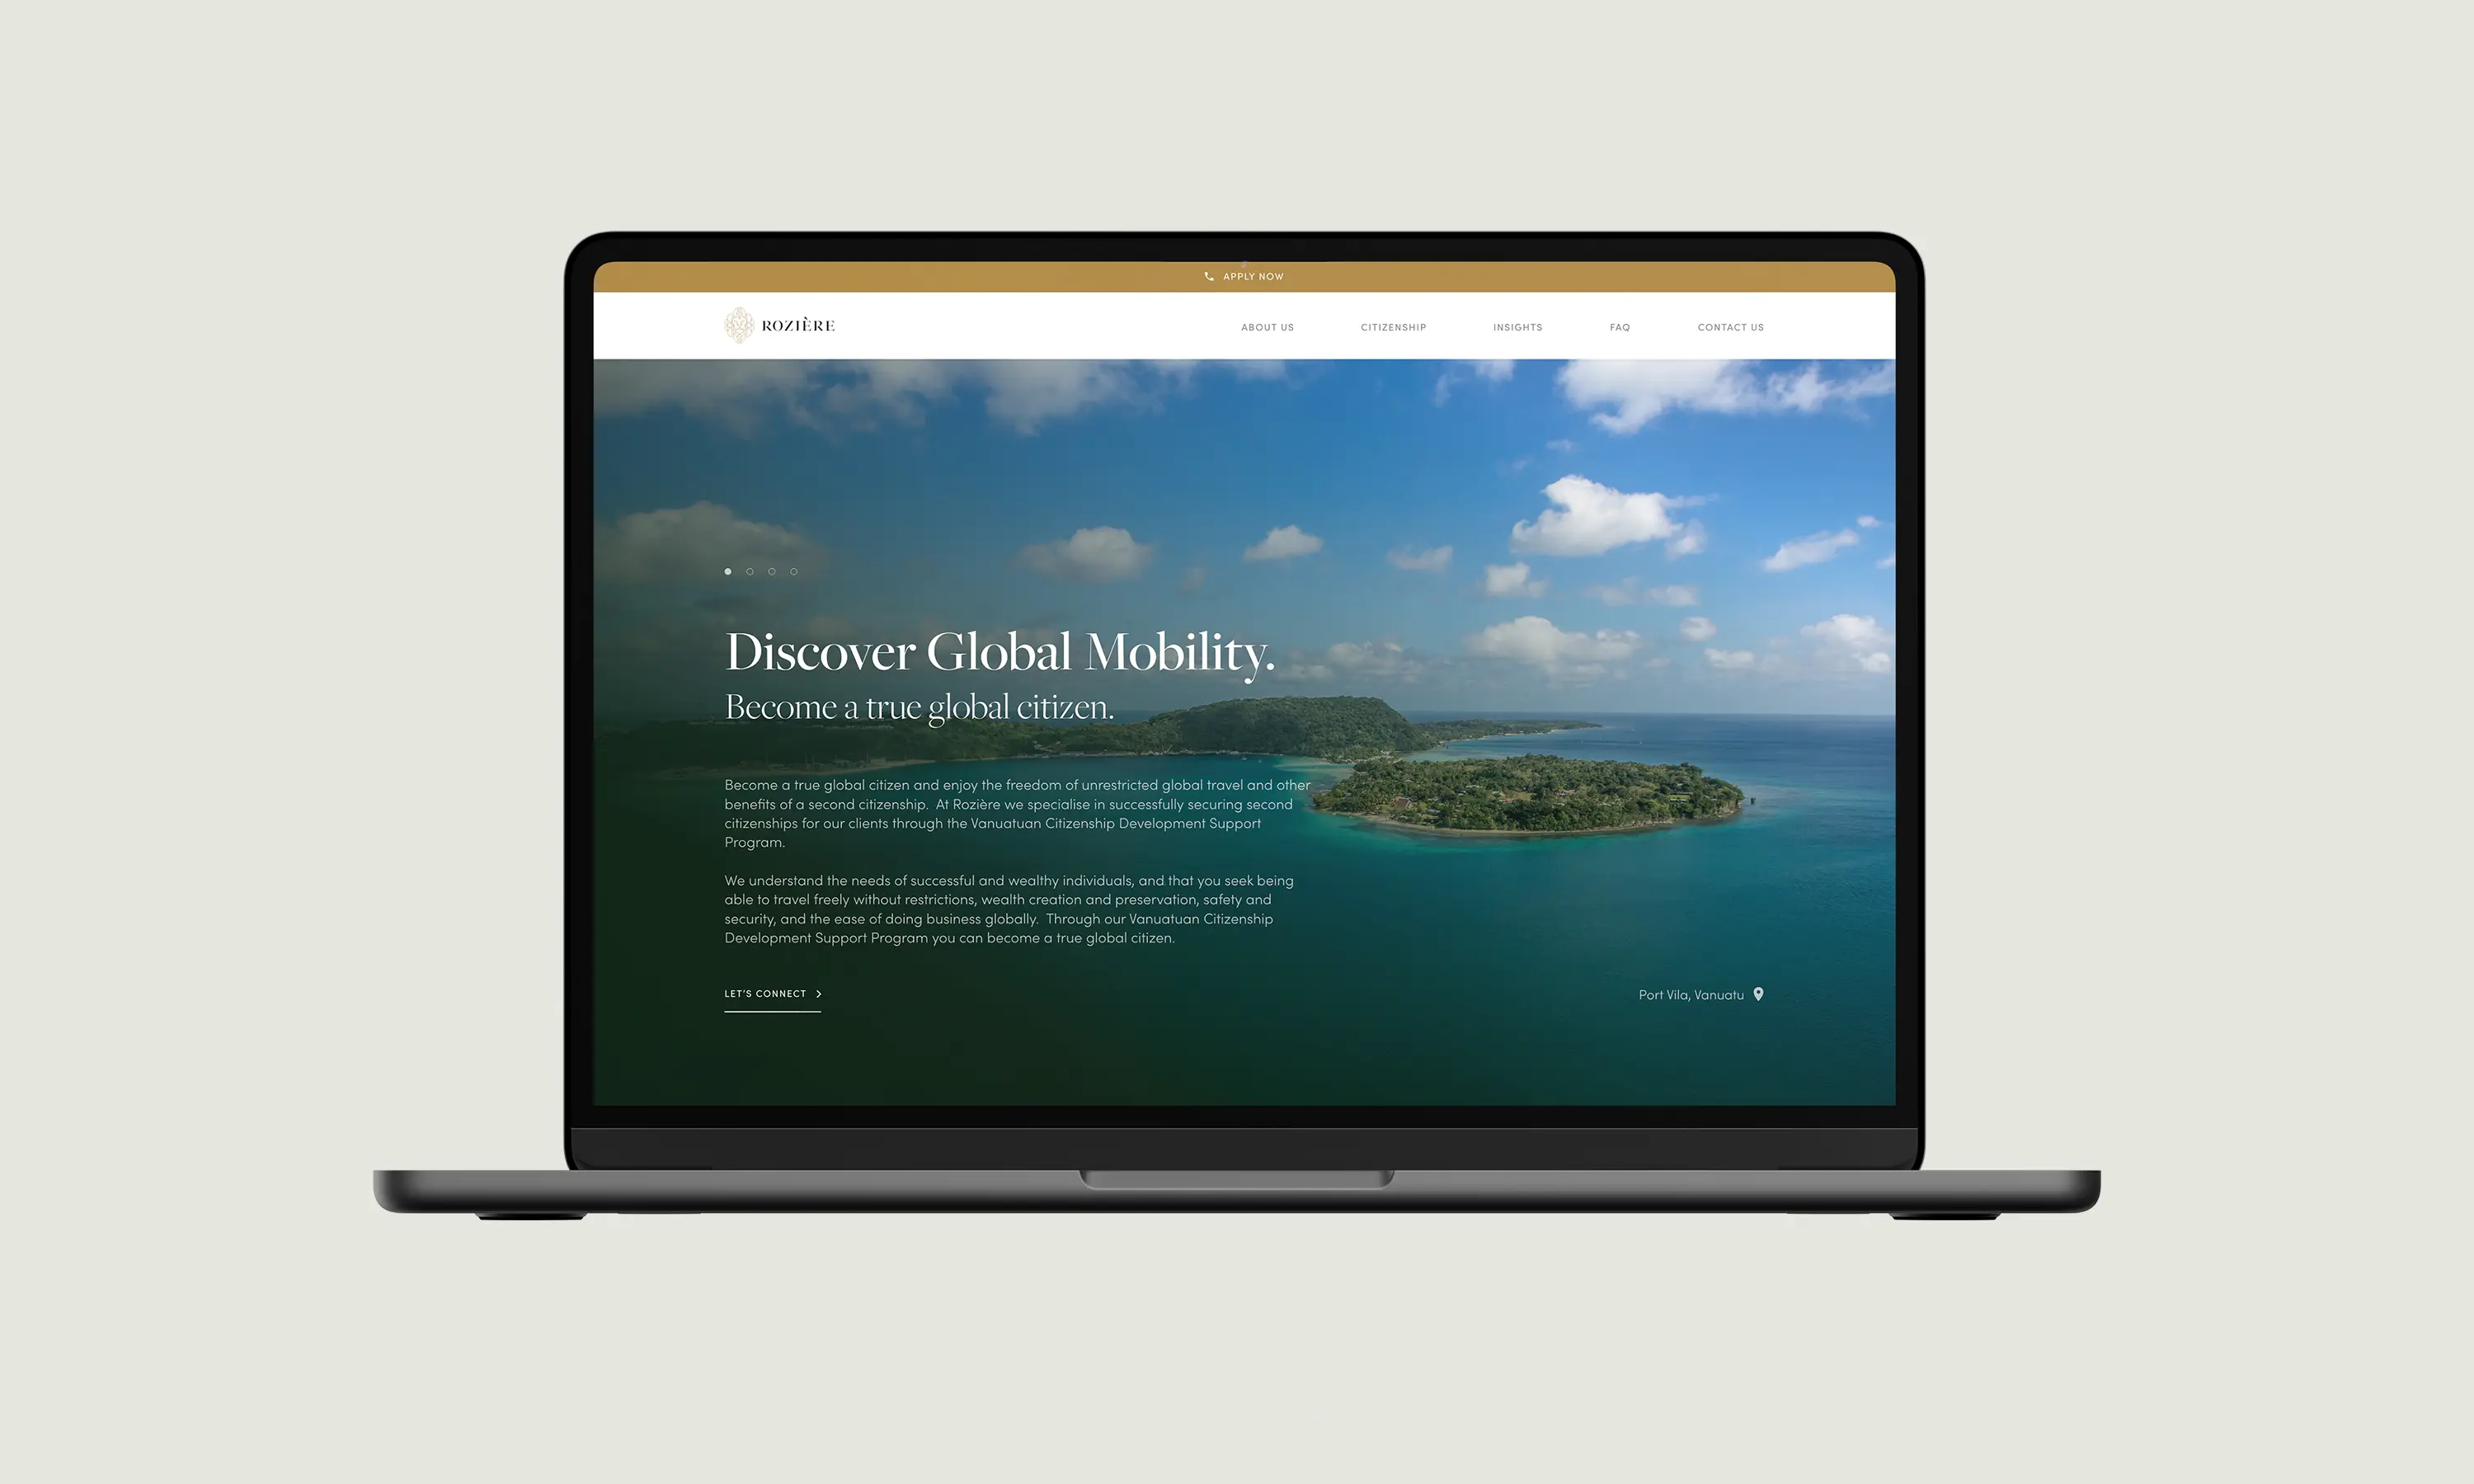 APPLY NOW
ROZIÈRE
ABOUT US
CITIZENSHIP
INSIGHTS
FAQ
CONTACT US
Discover Global Mobility.
Become a true global citizen.
Become a true global citizen and enjoy the freedom of unrestricted global travel and other
benefits of a second citizenship.  At Rozière we specialise in successfully securing second
citizenships for our clients through the Vanuatuan Citizenship Development Support
Program.
We understand the needs of successful and wealthy individuals, and that you seek being
able to travel freely without restrictions, wealth creation and preservation, safety and
security, and the ease of doing business globally.  Through our Vanuatuan Citizenship
Development Support Program you can become a true global citizen.
LET'S CONNECT
Port Vila, Vanuatu